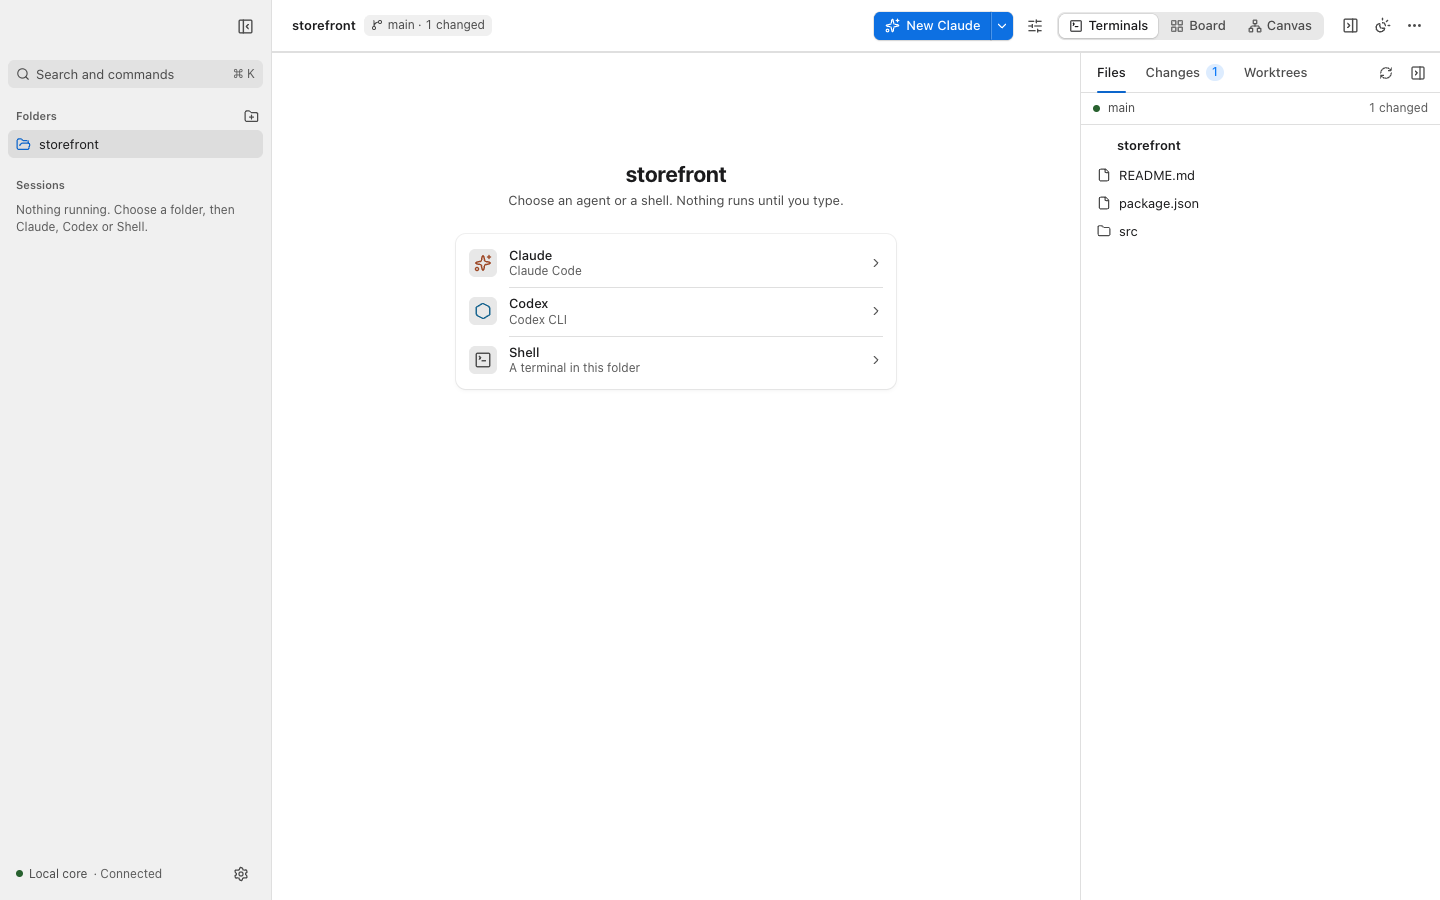 storefront
main · 1 changed
New Claude
Terminals
Board
Canvas
Search and commands
⌘ K
Folders
storefront
Sessions
Nothing running. Choose a folder, then
Claude, Codex or Shell.
Local core · Connected
storefront
Choose an agent or a shell. Nothing runs until you type.
Claude
Claude Code
Codex
Codex CLI
Shell
A terminal in this folder
Files
Changes 1
Worktrees
main
1 changed
storefront
README.md
package.json
src